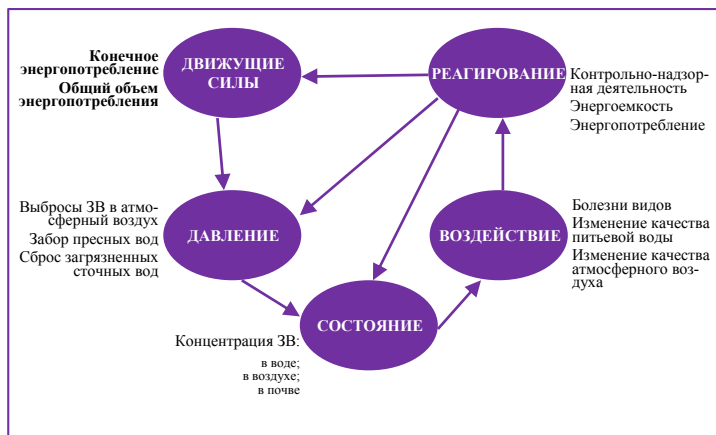 Конечное
энергопотребление
Общий объем
энергопотребления
ДВИЖУЩИЕ
СИЛЫ
РЕАГИРОВАНИЕ
Контрольно-надзор-
ная деятельность
Энергоемкость
Энергопотребление
Выбросы ЗВ в атмо-
сферный воздух
Забор пресных вод
Сброс загрязненных
сточных вод
ДАВЛЕНИЕ
ВОЗДЕЙСТВИЕ
Болезни видов
Изменение качества
питьевой воды
Изменение качества
атмосферного воз-
духа
СОСТОЯНИЕ
Концентрация ЗВ:
в воде;
в воздухе;
в почве